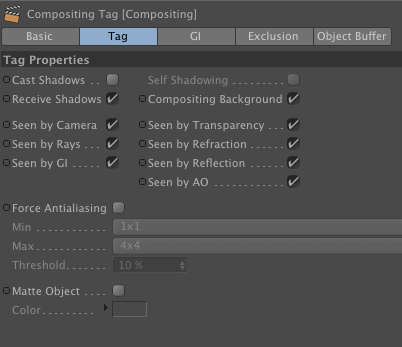 Compositing Tag [Compositing]
Basic Tag GI Exclusion Object Buffer
Tag Properties
Cast Shadows . . Self Shadowing . . . . . . . .
Receive Shadows Compositing Background
Seen by Camera Seen by Transparency . . .
Seen by Rays . . . Seen by Refraction . . . . .
Seen by GI . . . . Seen by Reflection . . . . .
Seen by AO . . . . . . . . . . .
Force Antialiasing
Min . . . . . . . . . . . 1x1
Max . . . . . . . . . . . 4x4
Threshold. . . . . . 10 %
Matte Object . . . .
Color . . . . . . . . .